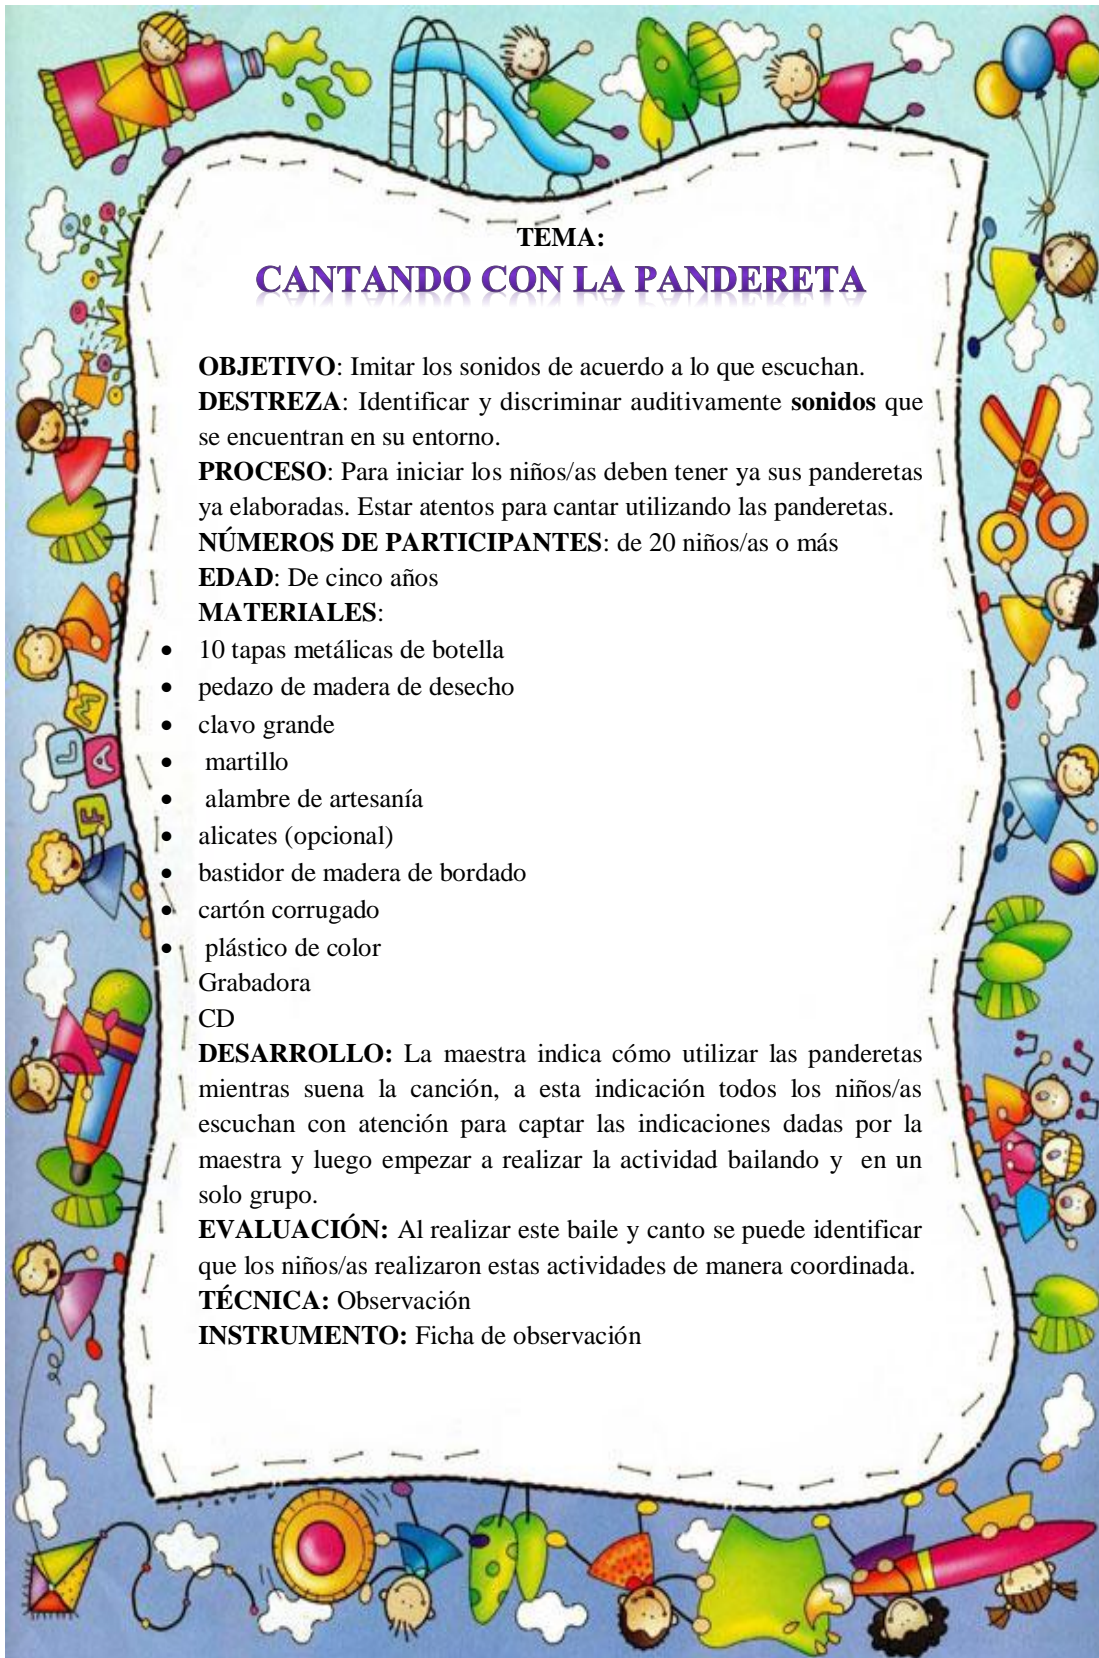 TEMA:
CANTANDO CON LA PANDERETA
OBJETIVO: Imitar los sonidos de acuerdo a lo que escuchan.
DESTREZA: Identificar y discriminar auditivamente sonidos que
se encuentran en su entorno.
PROCESO: Para iniciar los niños/as deben tener ya sus panderetas
ya elaboradas. Estar atentos para cantar utilizando las panderetas.
NÚMEROS DE PARTICIPANTES: de 20 niños/as o más
EDAD: De cinco años
MATERIALES:
• 10 tapas metálicas de botella
• pedazo de madera de desecho
• clavo grande
• martillo
• alambre de artesanía
• alicates (opcional)
• bastidor de madera de bordado
• cartón corrugado
• plástico de color
Grabadora
CD
DESARROLLO: La maestra indica cómo utilizar las panderetas
mientras suena la canción, a esta indicación todos los niños/as
escuchan con atención para captar las indicaciones dadas por la
maestra y luego empezar a realizar la actividad bailando y en un
solo grupo.
EVALUACIÓN: Al realizar este baile y canto se puede identificar
que los niños/as realizaron estas actividades de manera coordinada.
TÉCNICA: Observación
INSTRUMENTO: Ficha de observación
M
L
A
F